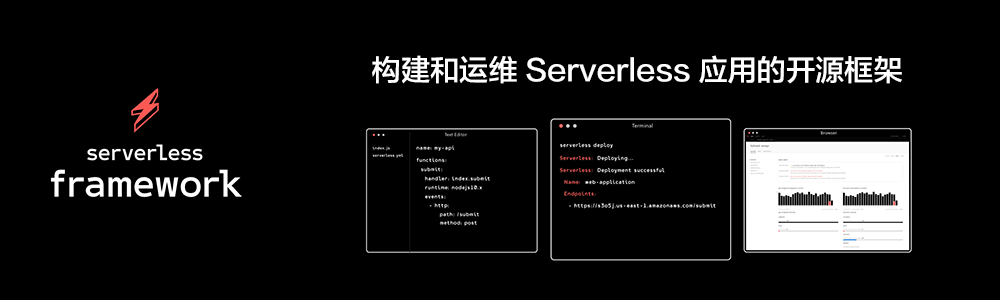 构建和运维 Serverless 应用的开源框架
serverless
framework
Text Editor
index.js
serverless.yml
name: my-api
functions:
submit:
handler: index.submit
runtime: nodejs10.x
events:
- http:
path: /submit
method: post
Terminal
serverless deploy
Serverless: Deploying...
Serverless: Deployment successful
Name: web-application
Endpoints:
- https://s3o5j.us-east-1.amazonaws.com/submit
Browser